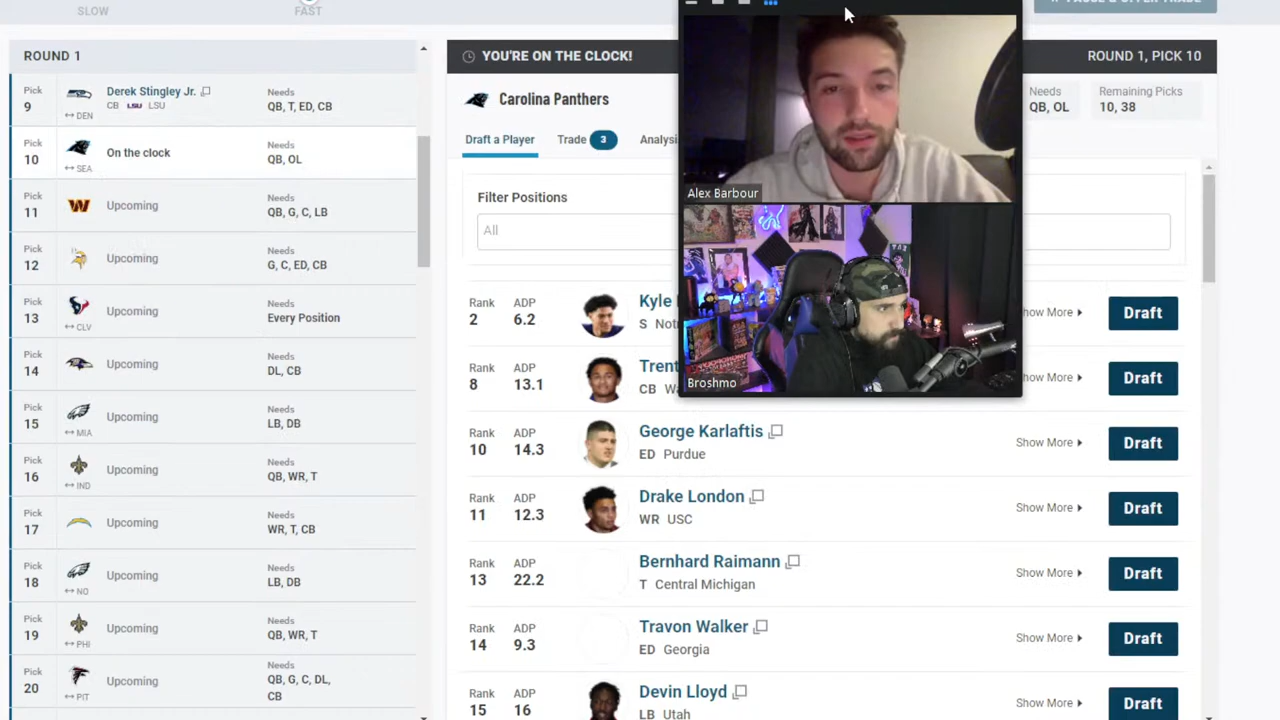 SLOW FAST
ROUND 1
Pick 9
DEN
Derek Stingley Jr.
CB LSU LSU
Needs
QB, T, ED, CB
Pick 10
SEA
On the clock
Needs
QB, OL
Pick 11
Upcoming
Needs
QB, G, C, LB
Pick 12
Upcoming
Needs
G, C, ED, CB
Pick 13
CLV
Upcoming
Needs
Every Position
Pick 14
Upcoming
Needs
DL, CB
Pick 15
MIA
Upcoming
Needs
LB, DB
Pick 16
IND
Upcoming
Needs
QB, WR, T
Pick 17
Upcoming
Needs
WR, T, CB
Pick 18
NO
Upcoming
Needs
LB, DB
Pick 19
PHI
Upcoming
Needs
QB, WR, T
Pick 20
PIT
Upcoming
Needs
QB, G, C, DL,
CB
YOU'RE ON THE CLOCK!
ROUND 1, PICK 10
Carolina Panthers
Needs
QB, OL
Remaining Picks
10, 38
Draft a Player Trade 3 Analysi
Filter Positions
All
Alex Barbour
Broshmo
Rank ADP
2 6.2
Kyle
S
Draft
Rank ADP
8 13.1
Trent
CB
Draft
Rank ADP
10 14.3
George Karlaftis
ED Purdue
Show More
Draft
Rank ADP
11 12.3
Drake London
WR USC
Show More
Draft
Rank ADP
13 22.2
Bernhard Raimann
T Central Michigan
Show More
Draft
Rank ADP
14 9.3
Travon Walker
ED Georgia
Show More
Draft
Rank ADP
15 16
Devin Lloyd
LB Utah
Show More
Draft